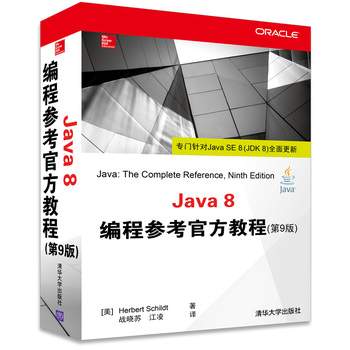 ORACLE
专门针对Java SE 8(JDK 8)全面更新
Java: The Complete Reference, Ninth Edition
Java
Java 8
编程参考官方教程(第9版)
[美] Herbert Schildt 著
战晓苏 江凌 译
清华大学出版社
Java 8
编程参考官方教程
(第9版)
清华大学出版社